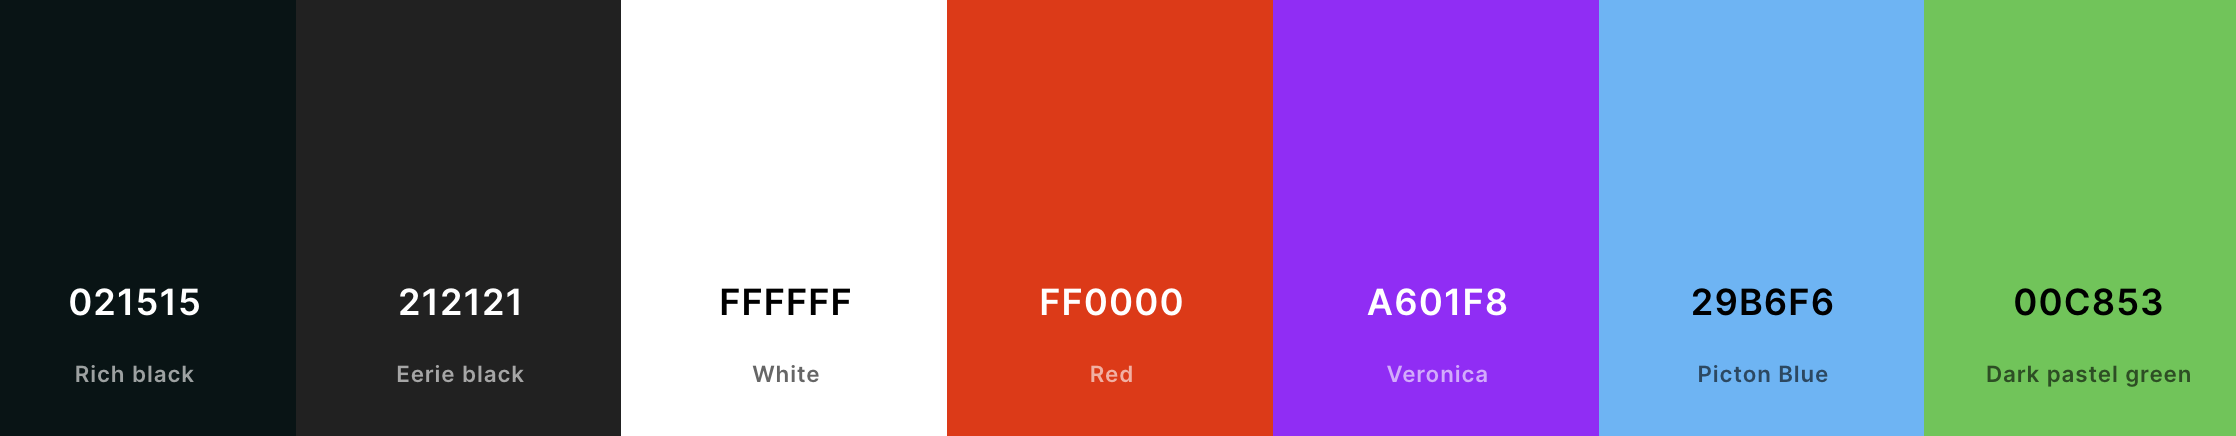 021515
Rich black
212121
Eerie black
FFFFFF
White
FF0000
Red
A601F8
Veronica
29B6F6
Picton Blue
00C853
Dark pastel green